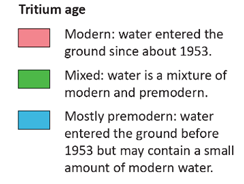 Tritium age
Modern: water entered the
ground since about 1953.
Mixed: water is a mixture of
modern and premodern.
Mostly premodern: water
entered the ground before
1953 but may contain a small
amount of modern water.